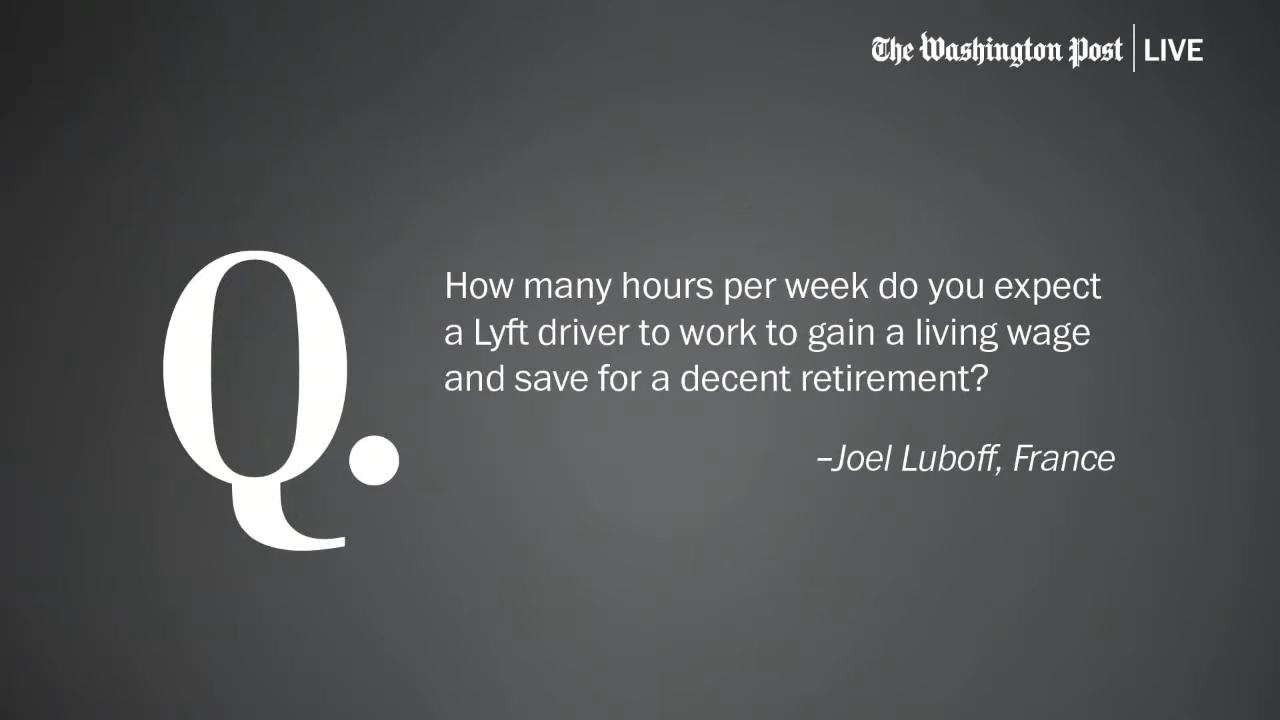 The Washington Post | LIVE
Q.
How many hours per week do you expect
a Lyft driver to work to gain a living wage
and save for a decent retirement?
–Joel Luboff, France